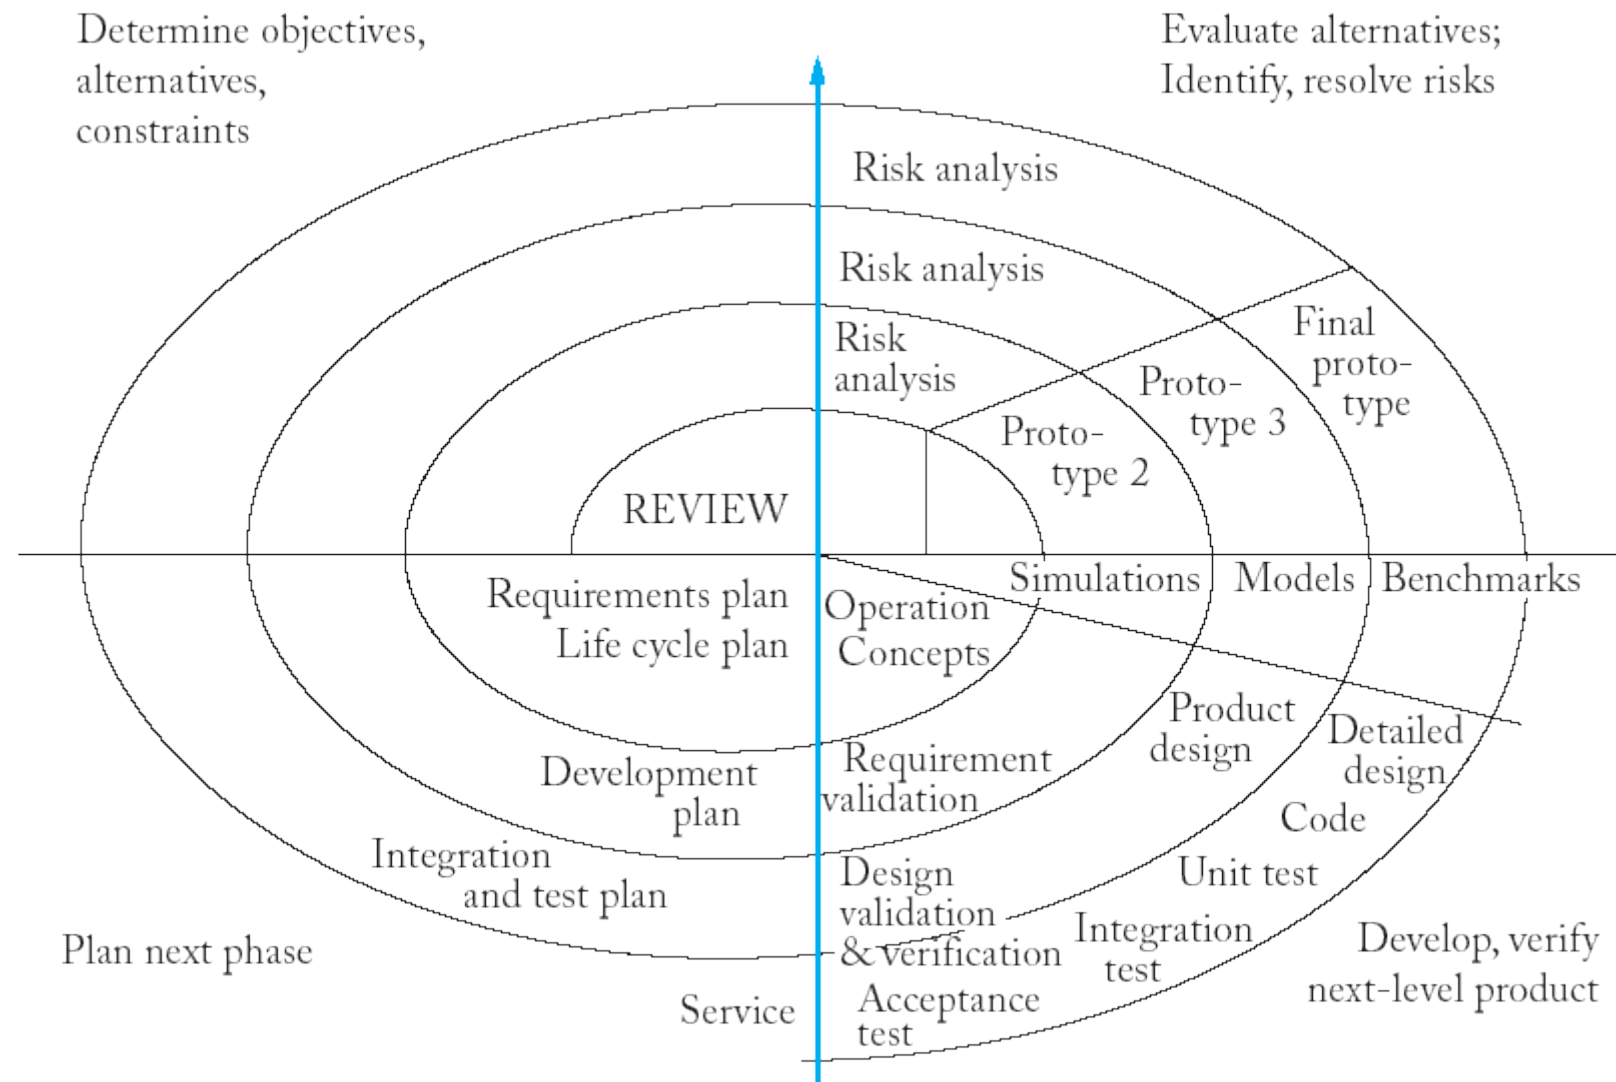 Determine objectives,
alternatives,
constraints
Evaluate alternatives;
Identify, resolve risks
Risk analysis
Risk analysis
Risk
analysis
Final
proto-
type
Proto-
type 3
Proto-
type 2
REVIEW
Simulations
Models
Benchmarks
Requirements plan
Life cycle plan
Operation
Concepts
Product
design
Detailed
design
Development
plan
Requirement
validation
Code
Integration
and test plan
Design
validation
& verification
Unit test
Integration
test
Plan next phase
Develop, verify
next-level product
Service
Acceptance
test